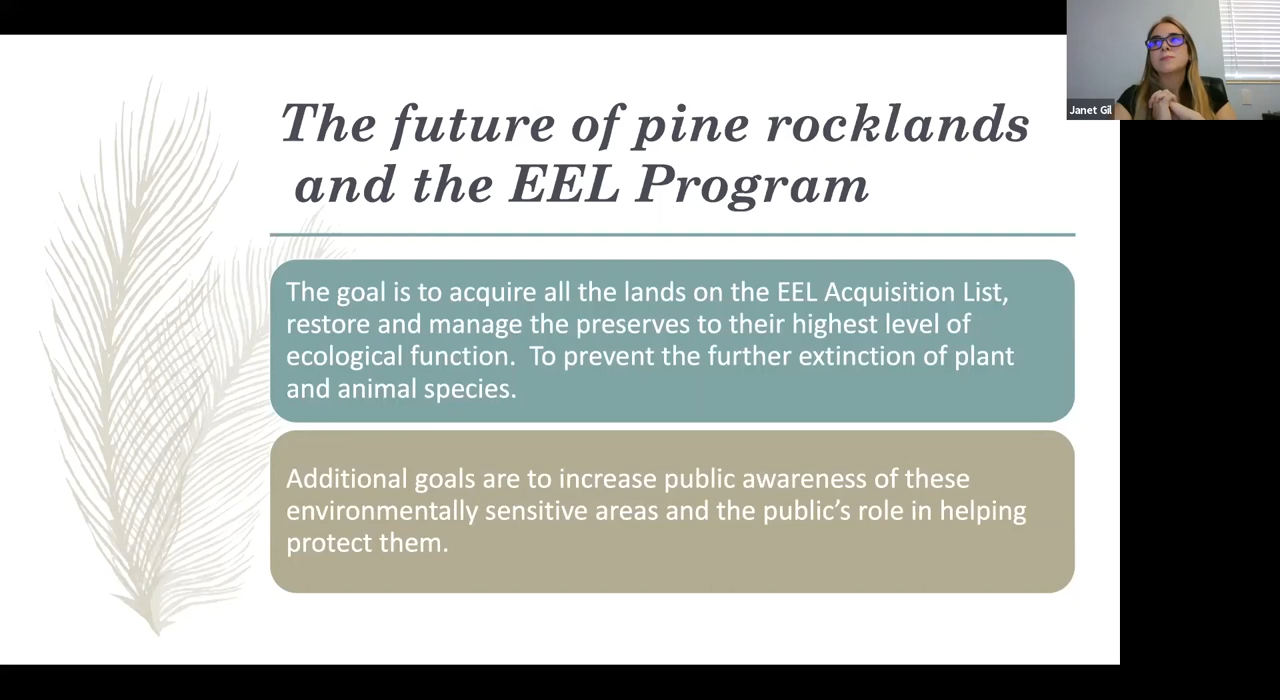 The future of pine rocklands
and the EEL Program
The goal is to acquire all the lands on the EEL Acquisition List,
restore and manage the preserves to their highest level of
ecological function.  To prevent the further extinction of plant
and animal species.
Additional goals are to increase public awareness of these
environmentally sensitive areas and the public’s role in helping
protect them.
Janet Gil